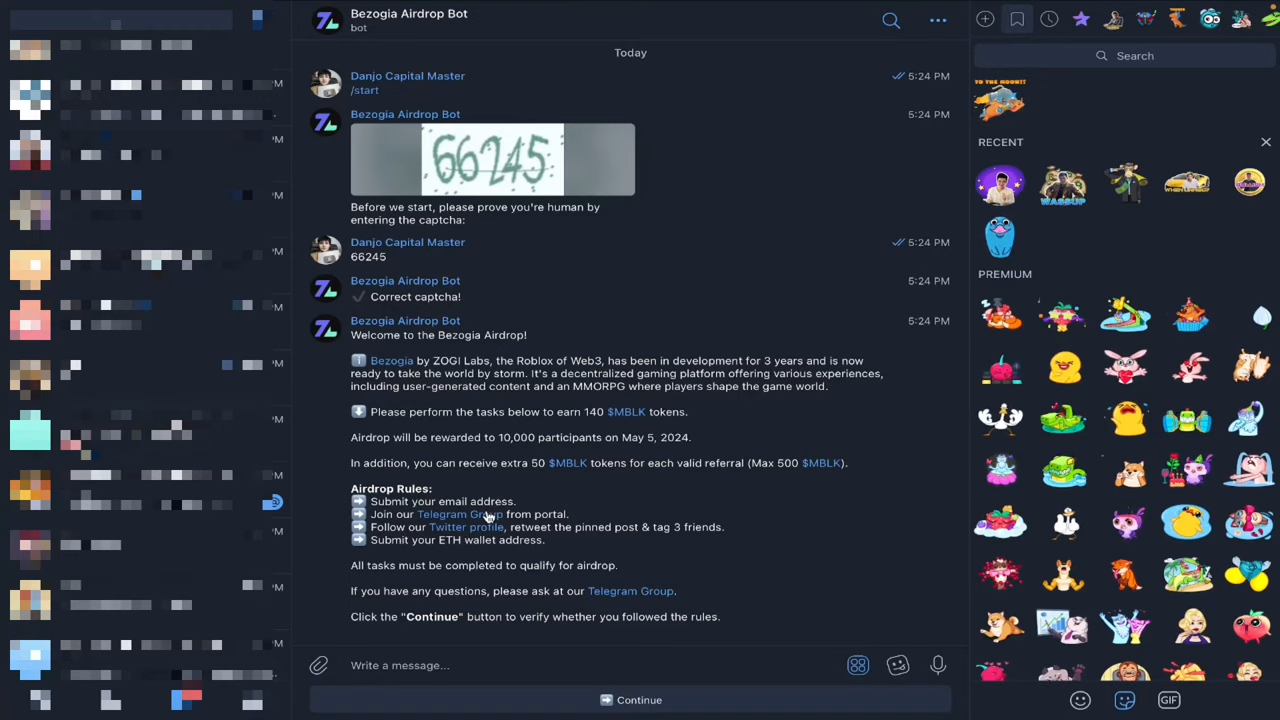 Bezogia Airdrop Bot
bot
Today
Danjo Capital Master
5:24 PM
/start
Bezogia Airdrop Bot
5:24 PM
66245
Before we start, please prove you're human by
entering the captcha:
Danjo Capital Master
5:24 PM
66245
Bezogia Airdrop Bot
5:24 PM
Correct captcha!
Bezogia Airdrop Bot
5:24 PM
Welcome to the Bezogia Airdrop!
Bezogia by ZOGI Labs, the Roblox of Web3, has been in development for 3 years and is now
ready to take the world by storm. It's a decentralized gaming platform offering various experiences,
including user-generated content and an MMORPG where players shape the game world.
Please perform the tasks below to earn 140 $MBLK tokens.
Airdrop will be rewarded to 10,000 participants on May 5, 2024.
In addition, you can receive extra 50 $MBLK tokens for each valid referral (Max 500 $MBLK).
Airdrop Rules:
Submit your email address.
Join our Telegram Group from portal.
Follow our Twitter profile, retweet the pinned post & tag 3 friends.
Submit your ETH wallet address.
All tasks must be completed to qualify for airdrop.
If you have any questions, please ask at our Telegram Group.
Click the "Continue" button to verify whether you followed the rules.
Write a message...
Continue
Search
TO THE MOON!
RECENT
WASSUP
PREMIUM
GIF